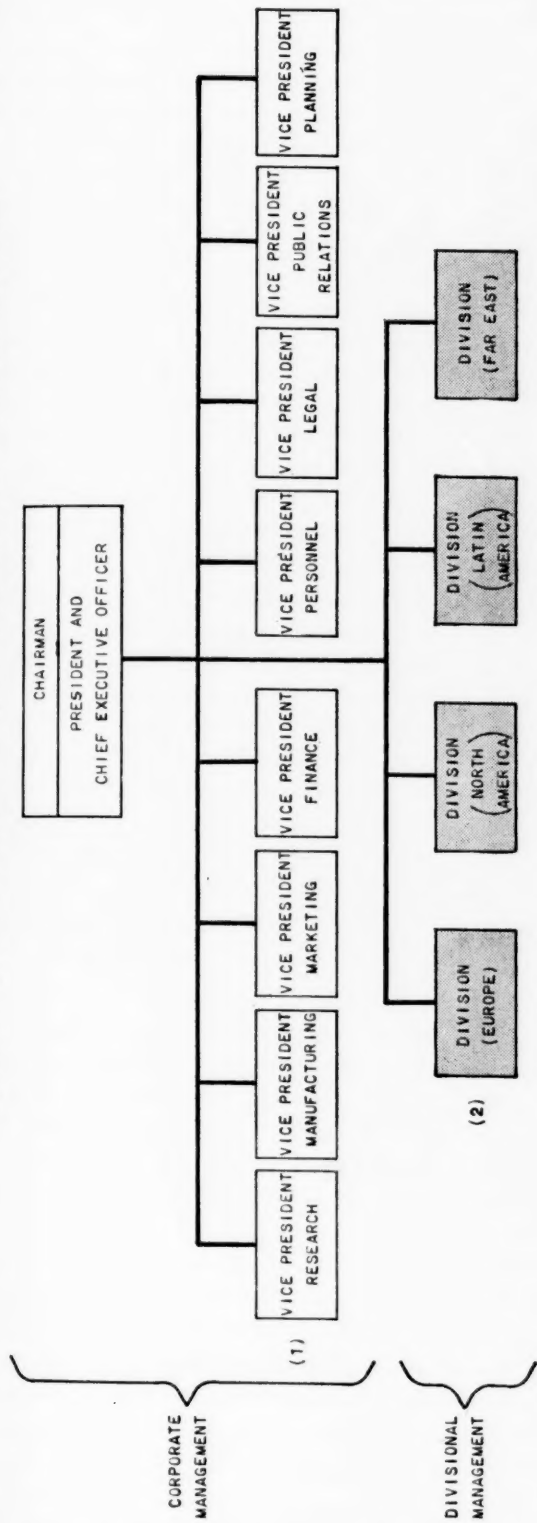 CHAIRMAN
PRESIDENT AND
CHIEF EXECUTIVE OFFICER
CORPORATE
MANAGEMENT
(1)
VICE PRESIDENT
RESEARCH
VICE PRESIDENT
MANUFACTURING
VICE PRESIDENT
MARKETING
VICE PRESIDENT
FINANCE
VICE PRESIDENT
PERSONNEL
VICE PRESIDENT
LEGAL
VICE PRESIDENT
PUBLIC
RELATIONS
VICE PRESIDENT
PLANNING
DIVISIONAL
MANAGEMENT
(2)
DIVISION
(EUROPE)
DIVISION
(NORTH
AMERICA)
DIVISION
(LATIN
AMERICA)
DIVISION
(FAR EAST)